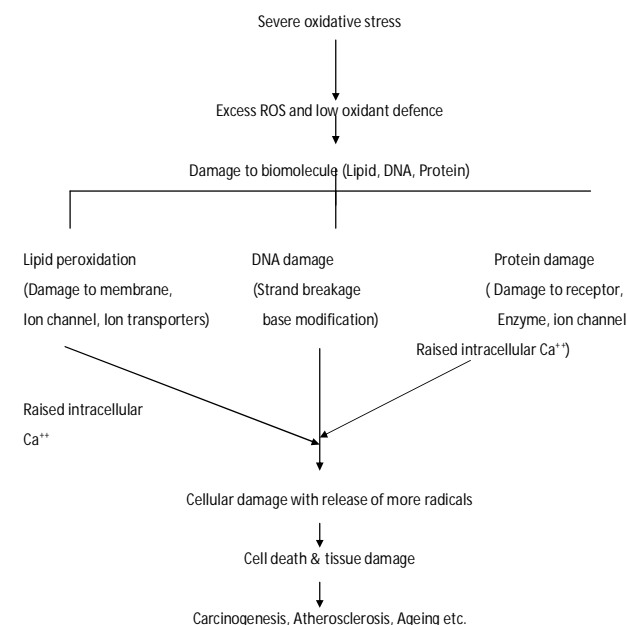 Severe oxidative stress
Excess ROS and low oxidant defence
Damage to biomolecule (Lipid, DNA, Protein)
Lipid peroxidation
(Damage to membrane,
Ion channel, Ion transporters)
DNA damage
(Strand breakage
base modification)
Protein damage
( Damage to receptor,
Enzyme, ion channel
Raised intracellular Ca⁺⁺)
Raised intracellular
Ca⁺⁺
Cellular damage with release of more radicals
Cell death & tissue damage
Carcinogenesis, Atherosclerosis, Ageing etc.